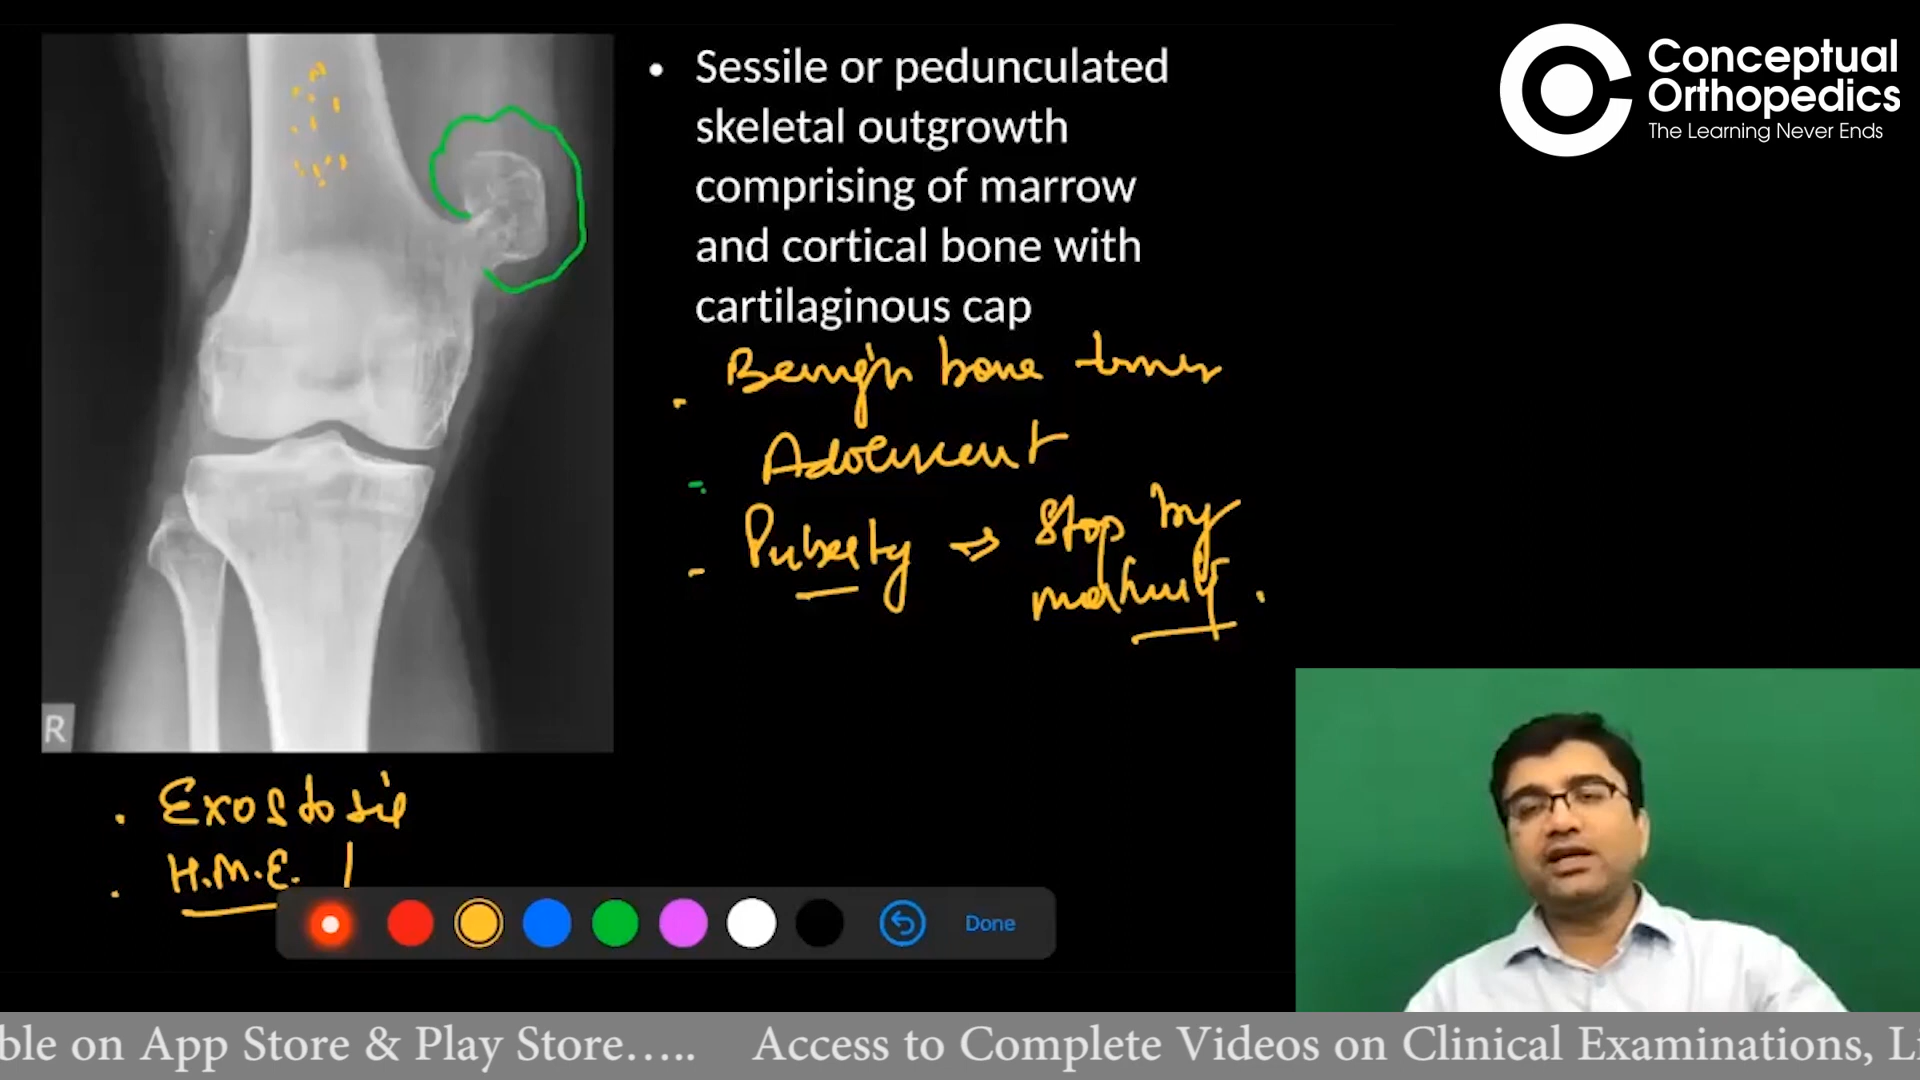 Conceptual
Orthopedics
The Learning Never Ends
• Sessile or pedunculated
skeletal outgrowth
comprising of marrow
and cortical bone with
cartilaginous cap
. Benign bone
- Adolescent
- Puberty ⇒ Stop by
R
. Exostosis
. H.M.E.
Done
ble on App Store & Play Store….. Access to Complete Videos on Clinical Examinations, Li